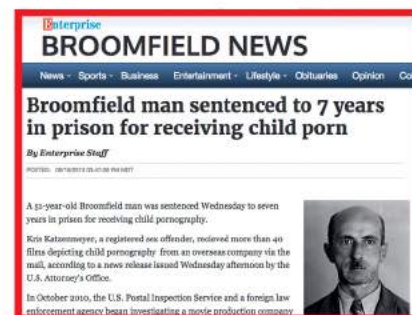 Enterprise
BROOMFIELD NEWS
News Sports Business Entertainment Lifestyle Obituaries Opinion Co
Broomfield man sentenced to 7 years
in prison for receiving child porn
By Enterprise Staff
POSTED:
A 51-year-old Broomfield man was sentenced Wednesday to seven
years in prison for receiving child pornography.
Kris Katzenmeyer, a registered sex offender, recieved more than 40
films depicting child pornography from an overseas company via the
mail, according to a news release issued Wednesday afternoon by the
U.S. Attorney's Office.
In October 2010, the U.S. Postal Inspection Service and a foreign law
enforcement agency began investigating a movie production company